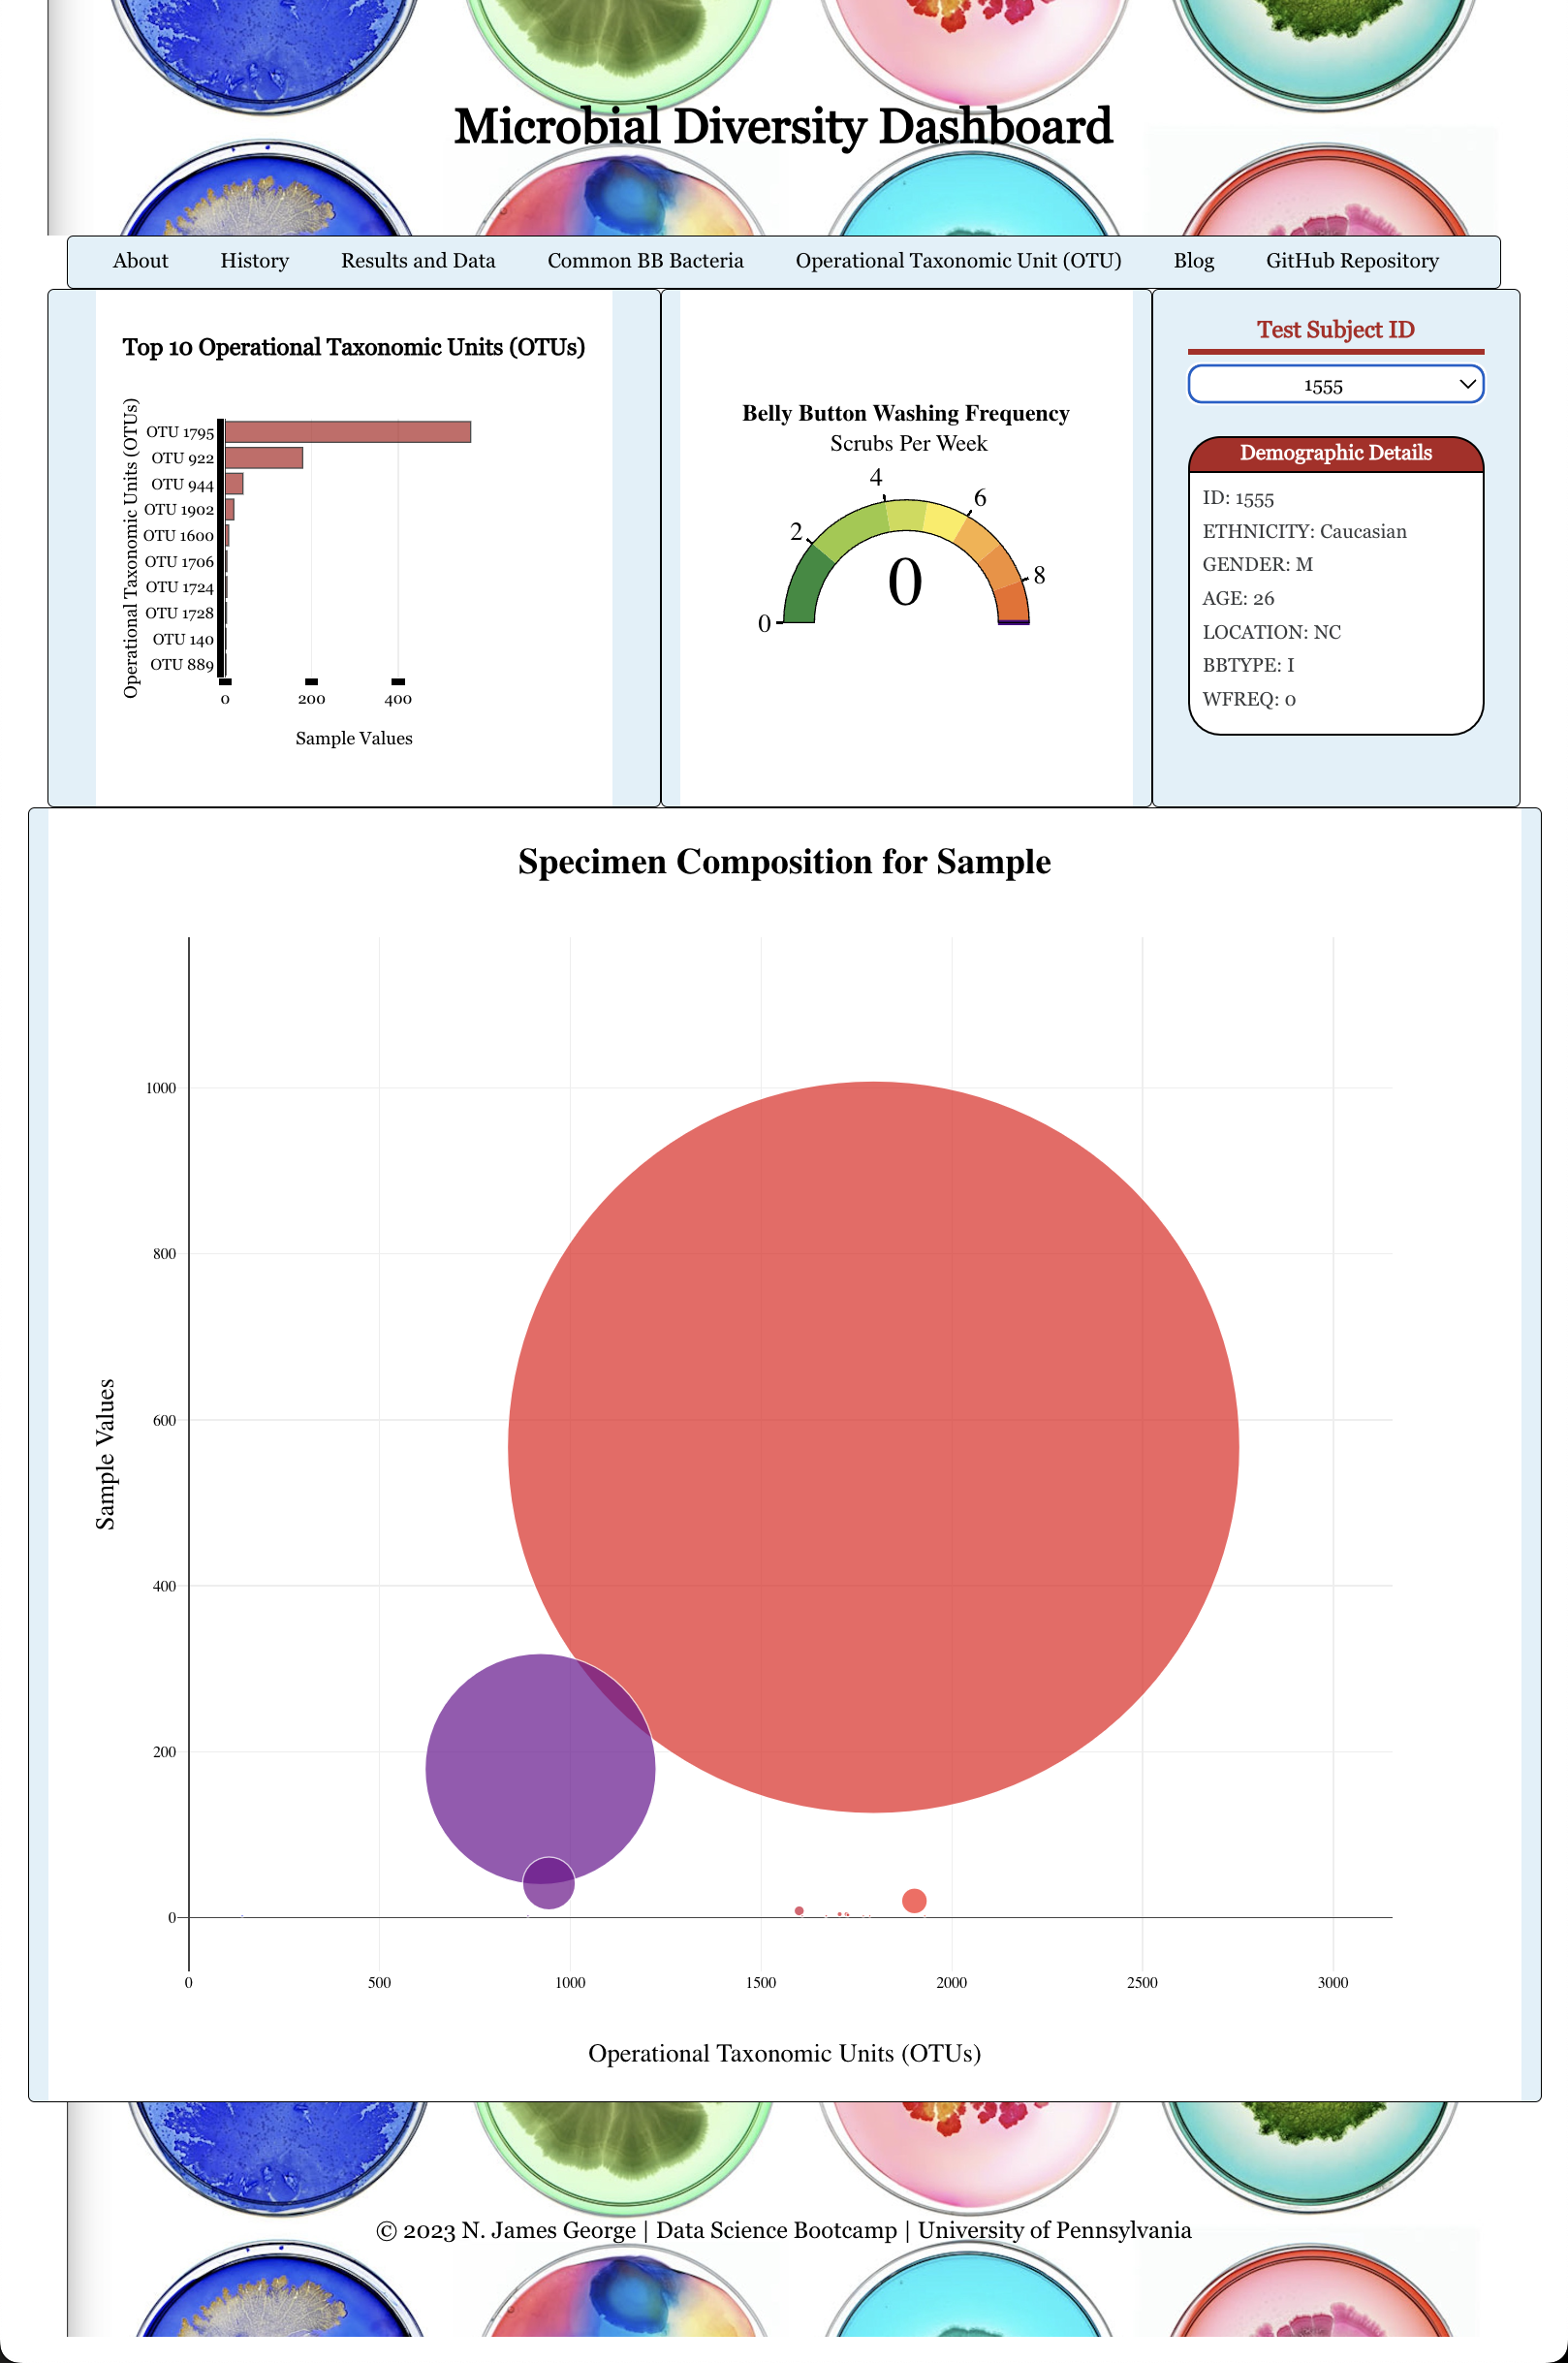 Microbial Diversity Dashboard
About History Results and Data Common BB Bacteria Operational Taxonomic Unit (OTU) Blog GitHub Repository
Top 10 Operational Taxonomic Units (OTUs)
Operational Taxonomic Units (OTUs)
OTU 1795
OTU 922
OTU 944
OTU 1902
OTU 1600
OTU 1706
OTU 1724
OTU 1728
OTU 140
OTU 889
0 200 400
Sample Values
Belly Button Washing Frequency
Scrubs Per Week
0 2 4 6 8
0
Test Subject ID
1555
Demographic Details
ID: 1555
ETHNICITY: Caucasian
GENDER: M
AGE: 26
LOCATION: NC
BBTYPE: I
WFREQ: 0
Specimen Composition for Sample
Sample Values
1000
800
600
400
200
0
0 500 1000 1500 2000 2500 3000
Operational Taxonomic Units (OTUs)
© 2023 N. James George | Data Science Bootcamp | University of Pennsylvania